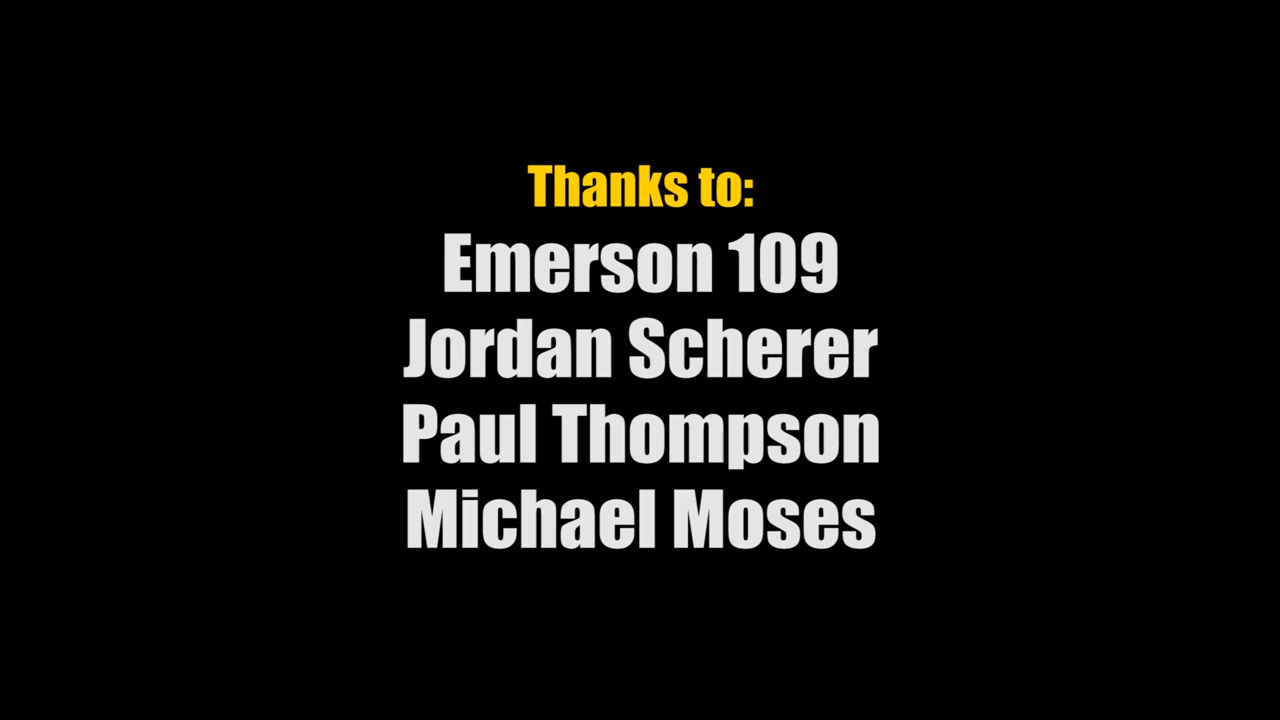 Thanks to:
Emerson 109
Jordan Scherer
Paul Thompson
Michael Moses